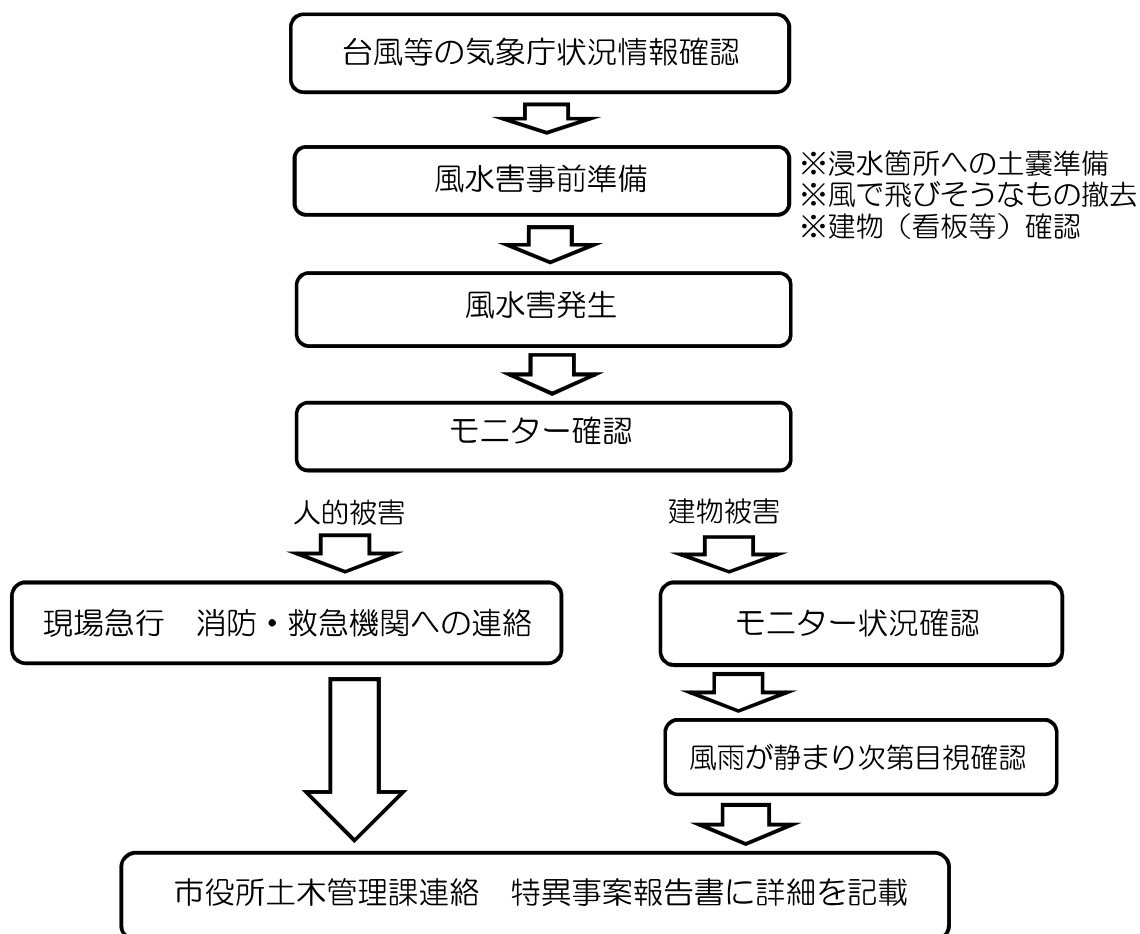 台風等の気象庁状況情報確認
風水害事前準備
※浸水箇所への土嚢準備
※風で飛びそうなもの撤去
※建物（看板等）確認
風水害発生
モニター確認
人的被害
建物被害
現場急行　消防・救急機関への連絡
モニター状況確認
風雨が静まり次第目視確認
市役所土木管理課連絡　特異事案報告書に詳細を記載